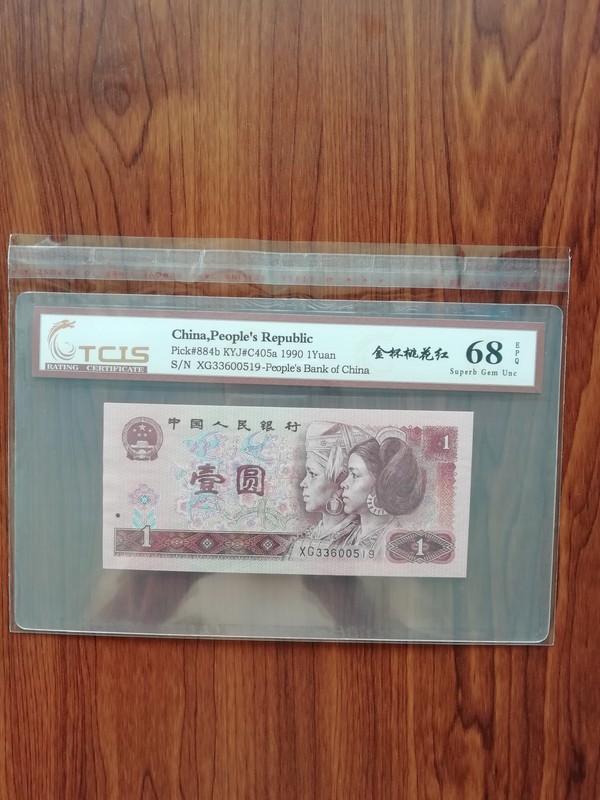 TCIS
RATING CERTIFICATE
China,People's Republic
Pick#884b KYJ#C405a 1990 1Yuan
S/N XG33600519-People's Bank of China
金杯桃花红
68
EPQ
Superb Gem Unc
中国人民银行
1
壹圆
1
XG33600519
1